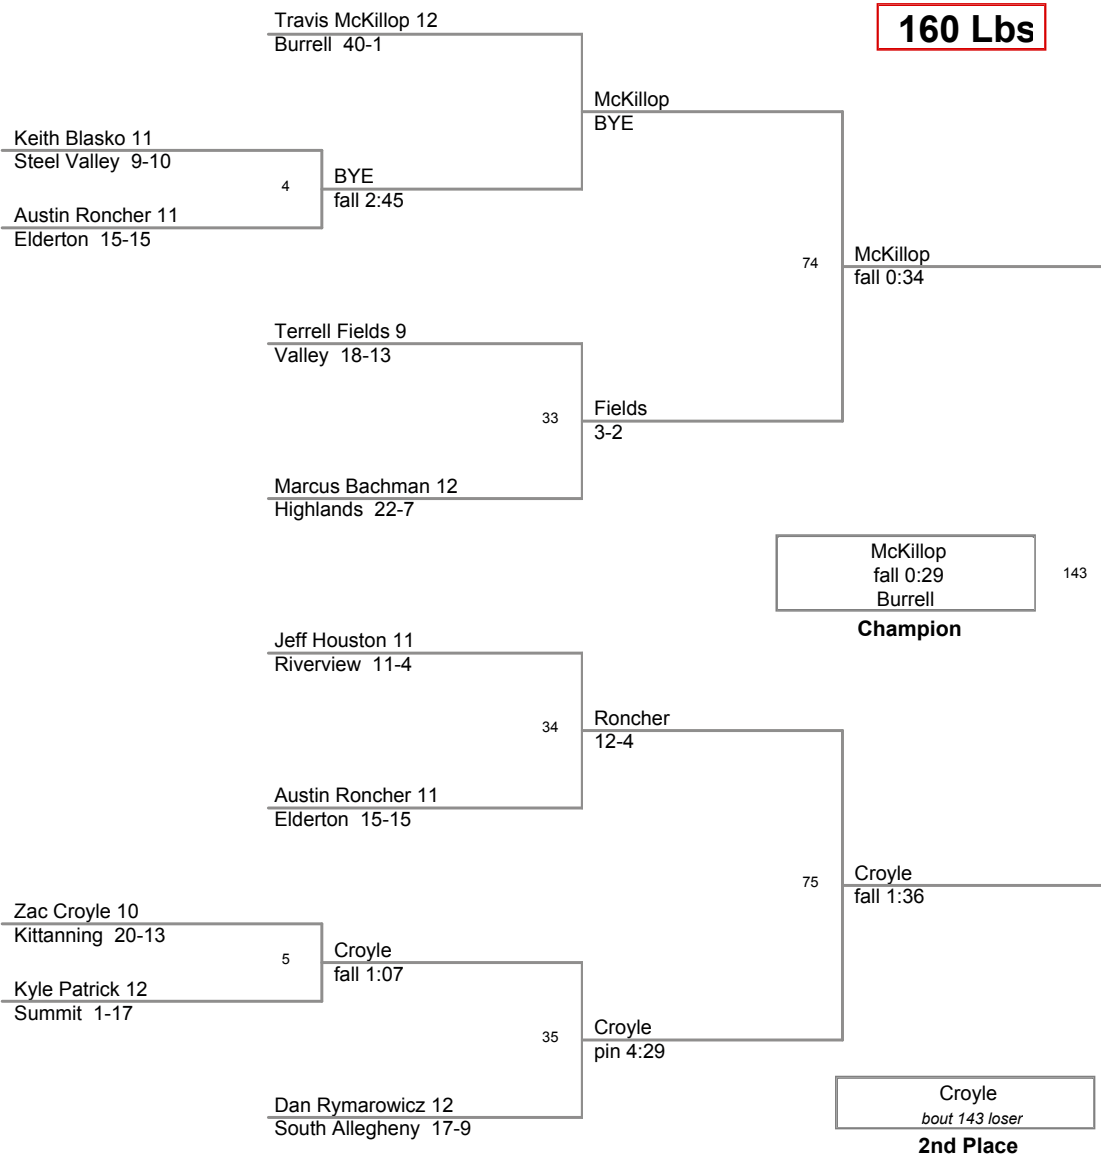 Travis McKillop 12
Burrell 40-1
160 Lbs
McKillop
BYE
Keith Blasko 11
Steel Valley 9-10
4
BYE
fall 2:45
Austin Roncher 11
Elderton 15-15
74
McKillop
fall 0:34
Terrell Fields 9
Valley 18-13
33
Fields
3-2
Marcus Bachman 12
Highlands 22-7
McKillop
fall 0:29
Burrell
143
Champion
Jeff Houston 11
Riverview 11-4
34
Roncher
12-4
Austin Roncher 11
Elderton 15-15
75
Croyle
fall 1:36
Zac Croyle 10
Kittanning 20-13
5
Croyle
fall 1:07
Kyle Patrick 12
Summit 1-17
35
Croyle
pin 4:29
Dan Rymarowicz 12
South Allegheny 17-9
Croyle
bout 143 loser
2nd Place